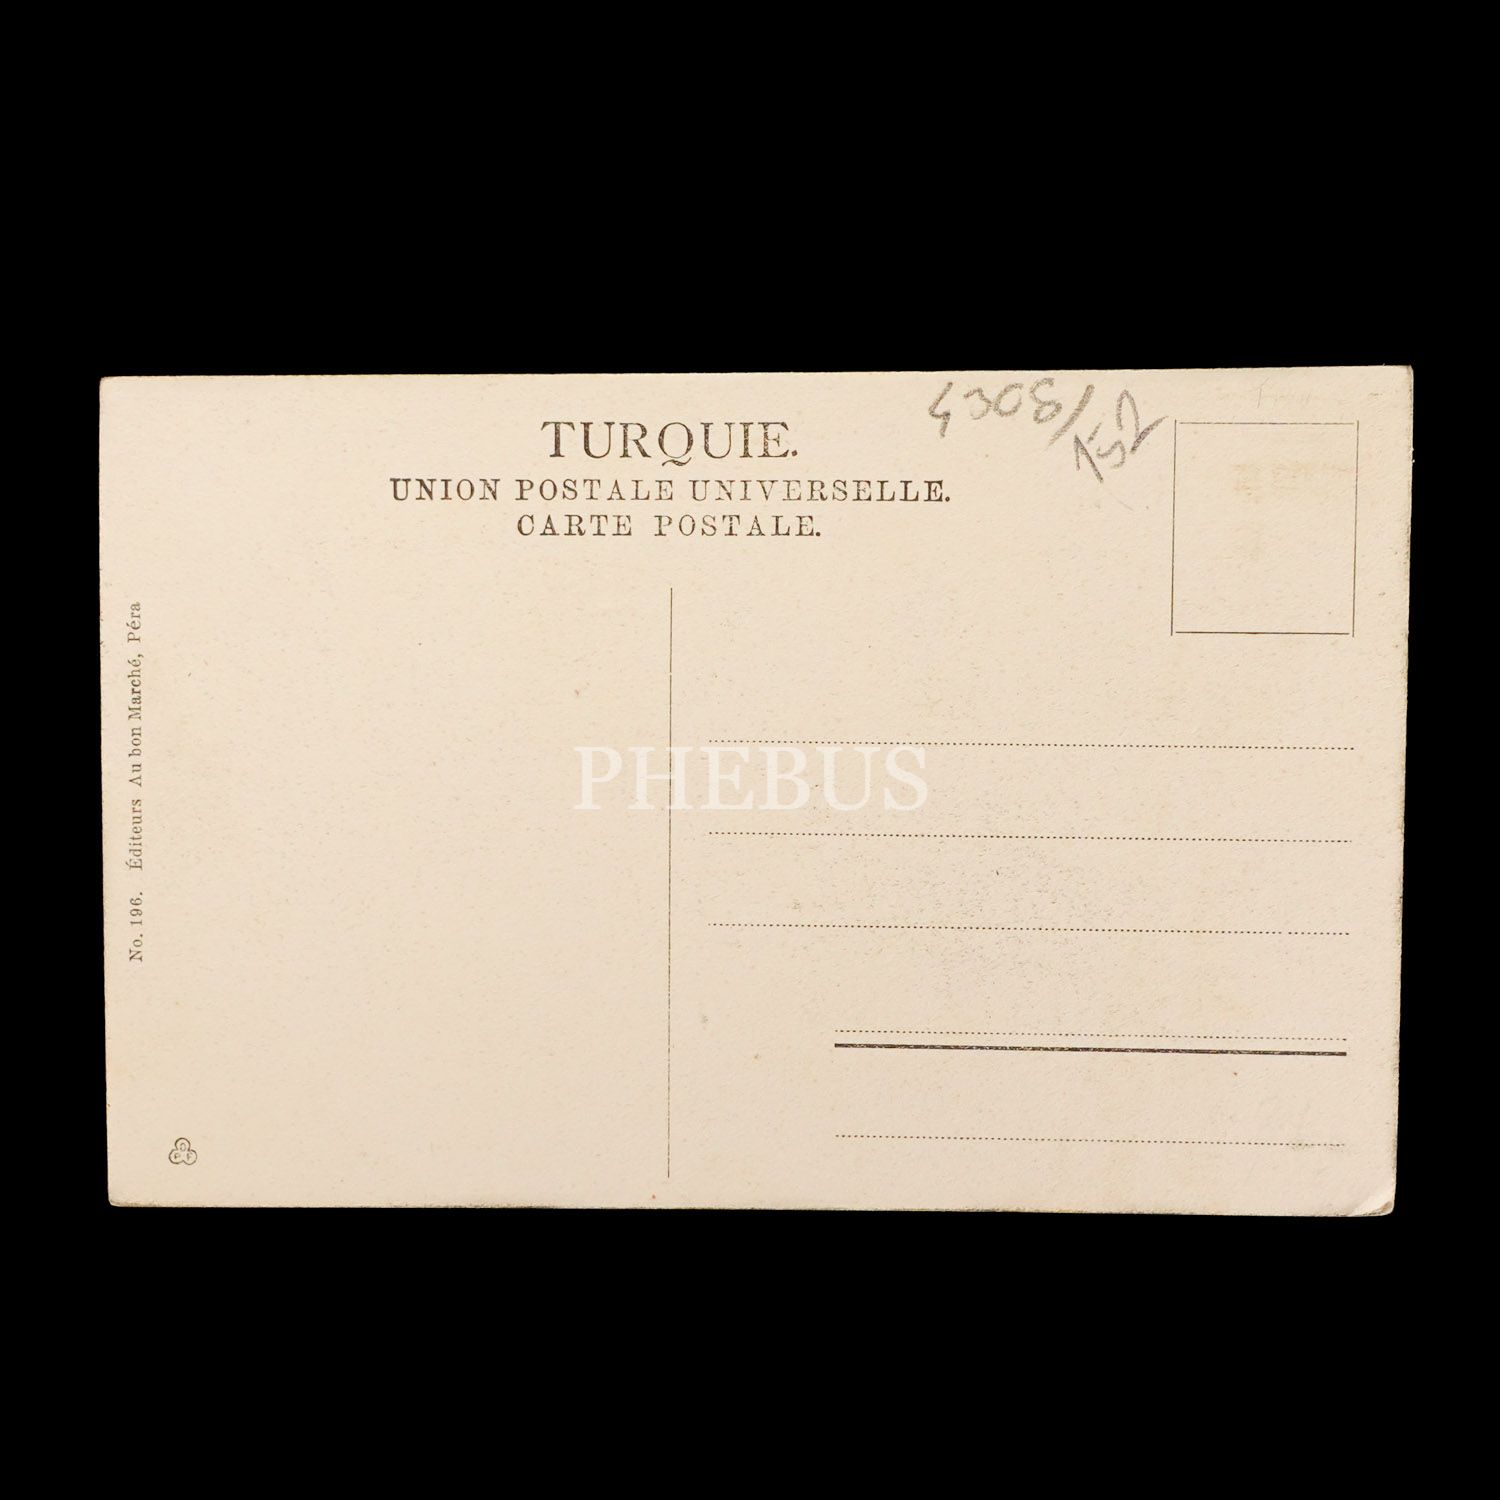 TURQUIE.
UNION POSTALE UNIVERSELLE.
CARTE POSTALE.
No. 196. Éditeurs Au bon Marché, Péra
PHEBUS